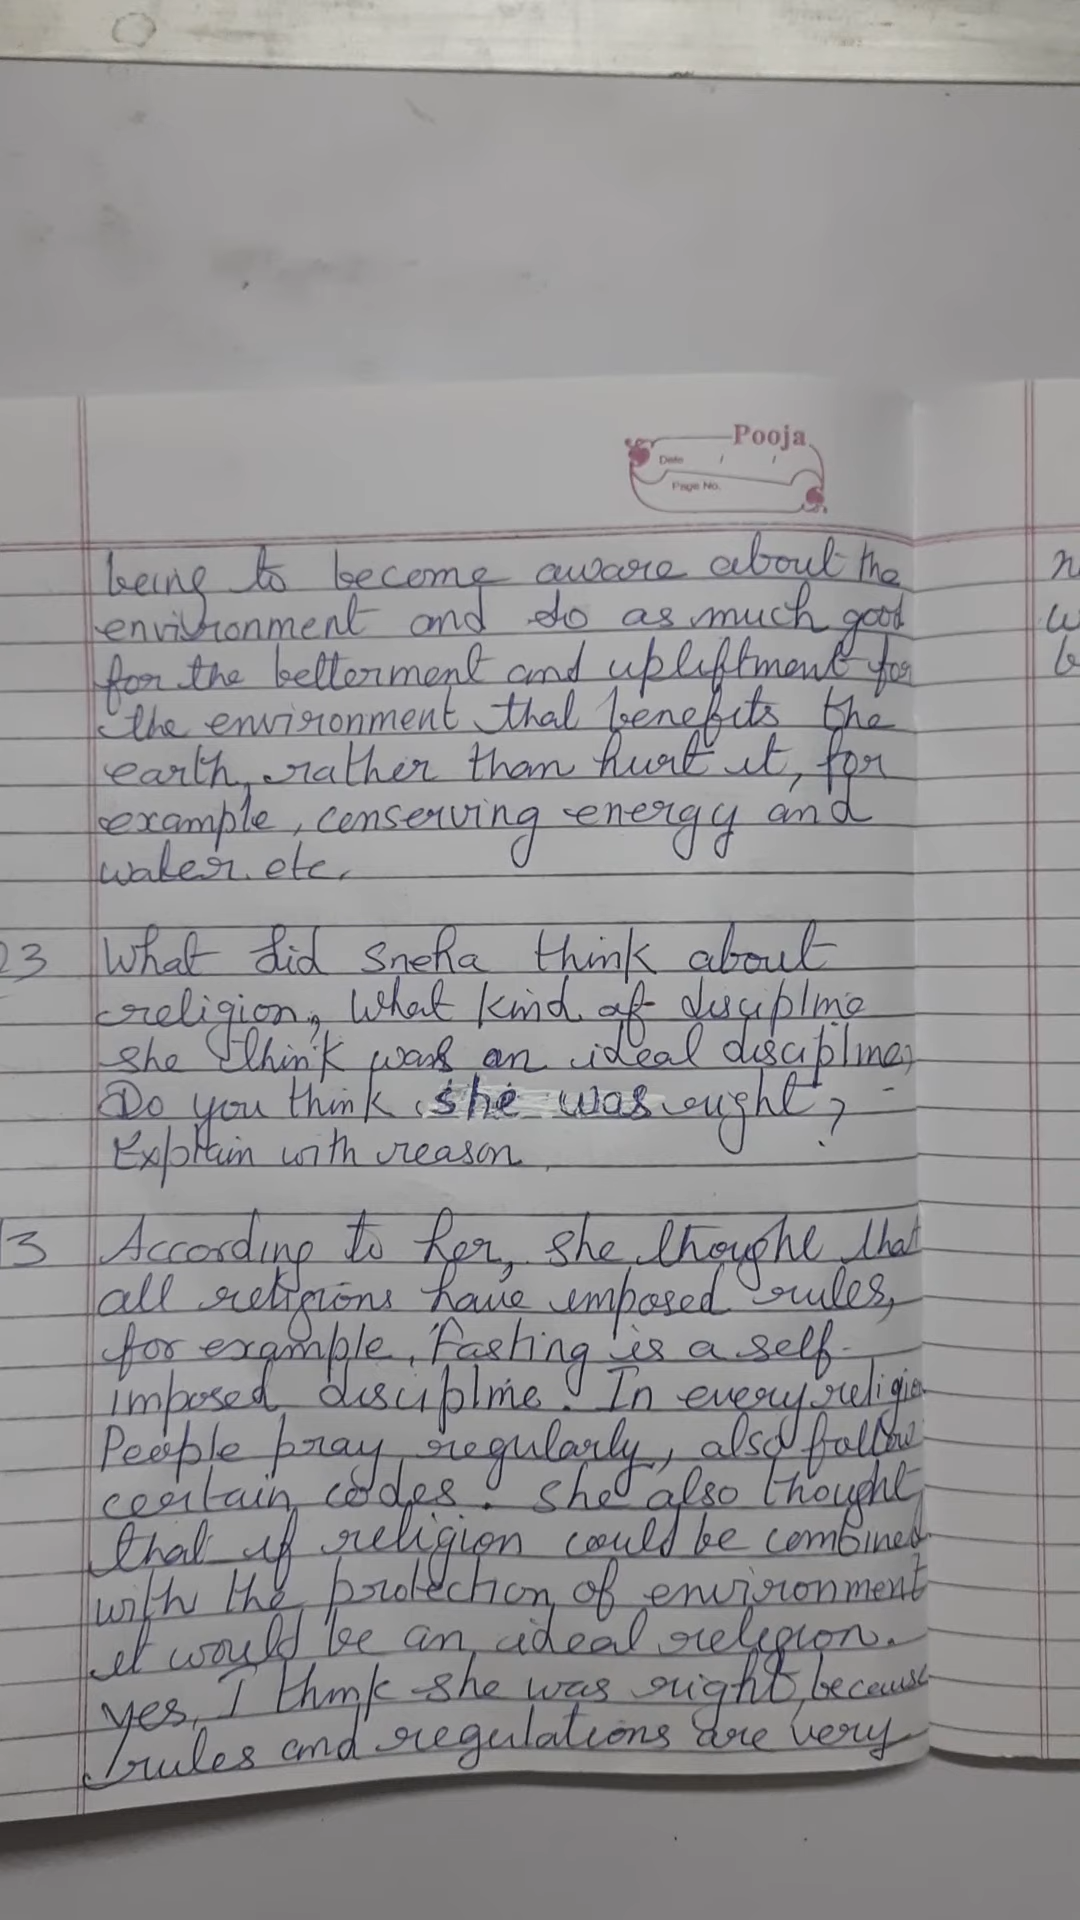 Pooja
Date / /
Page No.
being to become aware about the
environment and do as much good
for the betterment and upliftment for
the environment that benefits the
earth, rather than hurt it, for
example, conserving energy and
water etc.
23 What did Sneha think about
religion, What kind of discipline
she think was an ideal discipline,
Do you think she was right?
Explain with reason.
3 According to her, she thought that
all religions have imposed rules,
for example, Fasting is a self-
imposed discipline. In every religion
People pray regularly, also follow
certain codes. She also thought
that if religion could be combined
with the protection of environment
it would be an ideal religion.
yes, I think she was right, because
rules and regulations are very